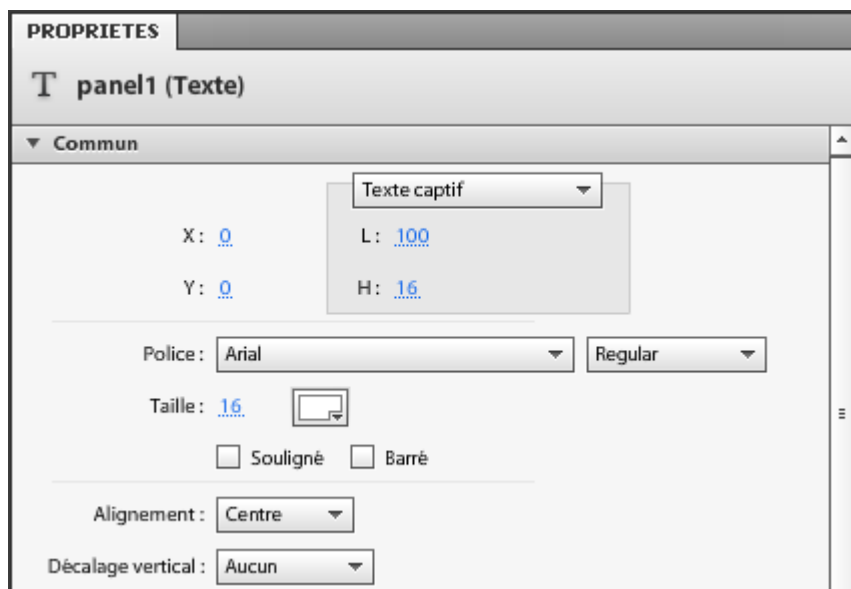 PROPRIETES
T panel1 (Texte)
Commun
Texte captif
X: 0 L: 100
Y: 0 H: 16
Police: Arial Regular
Taille: 16
Souligné Barré
Alignement: Centre
Décalage vertical: Aucun